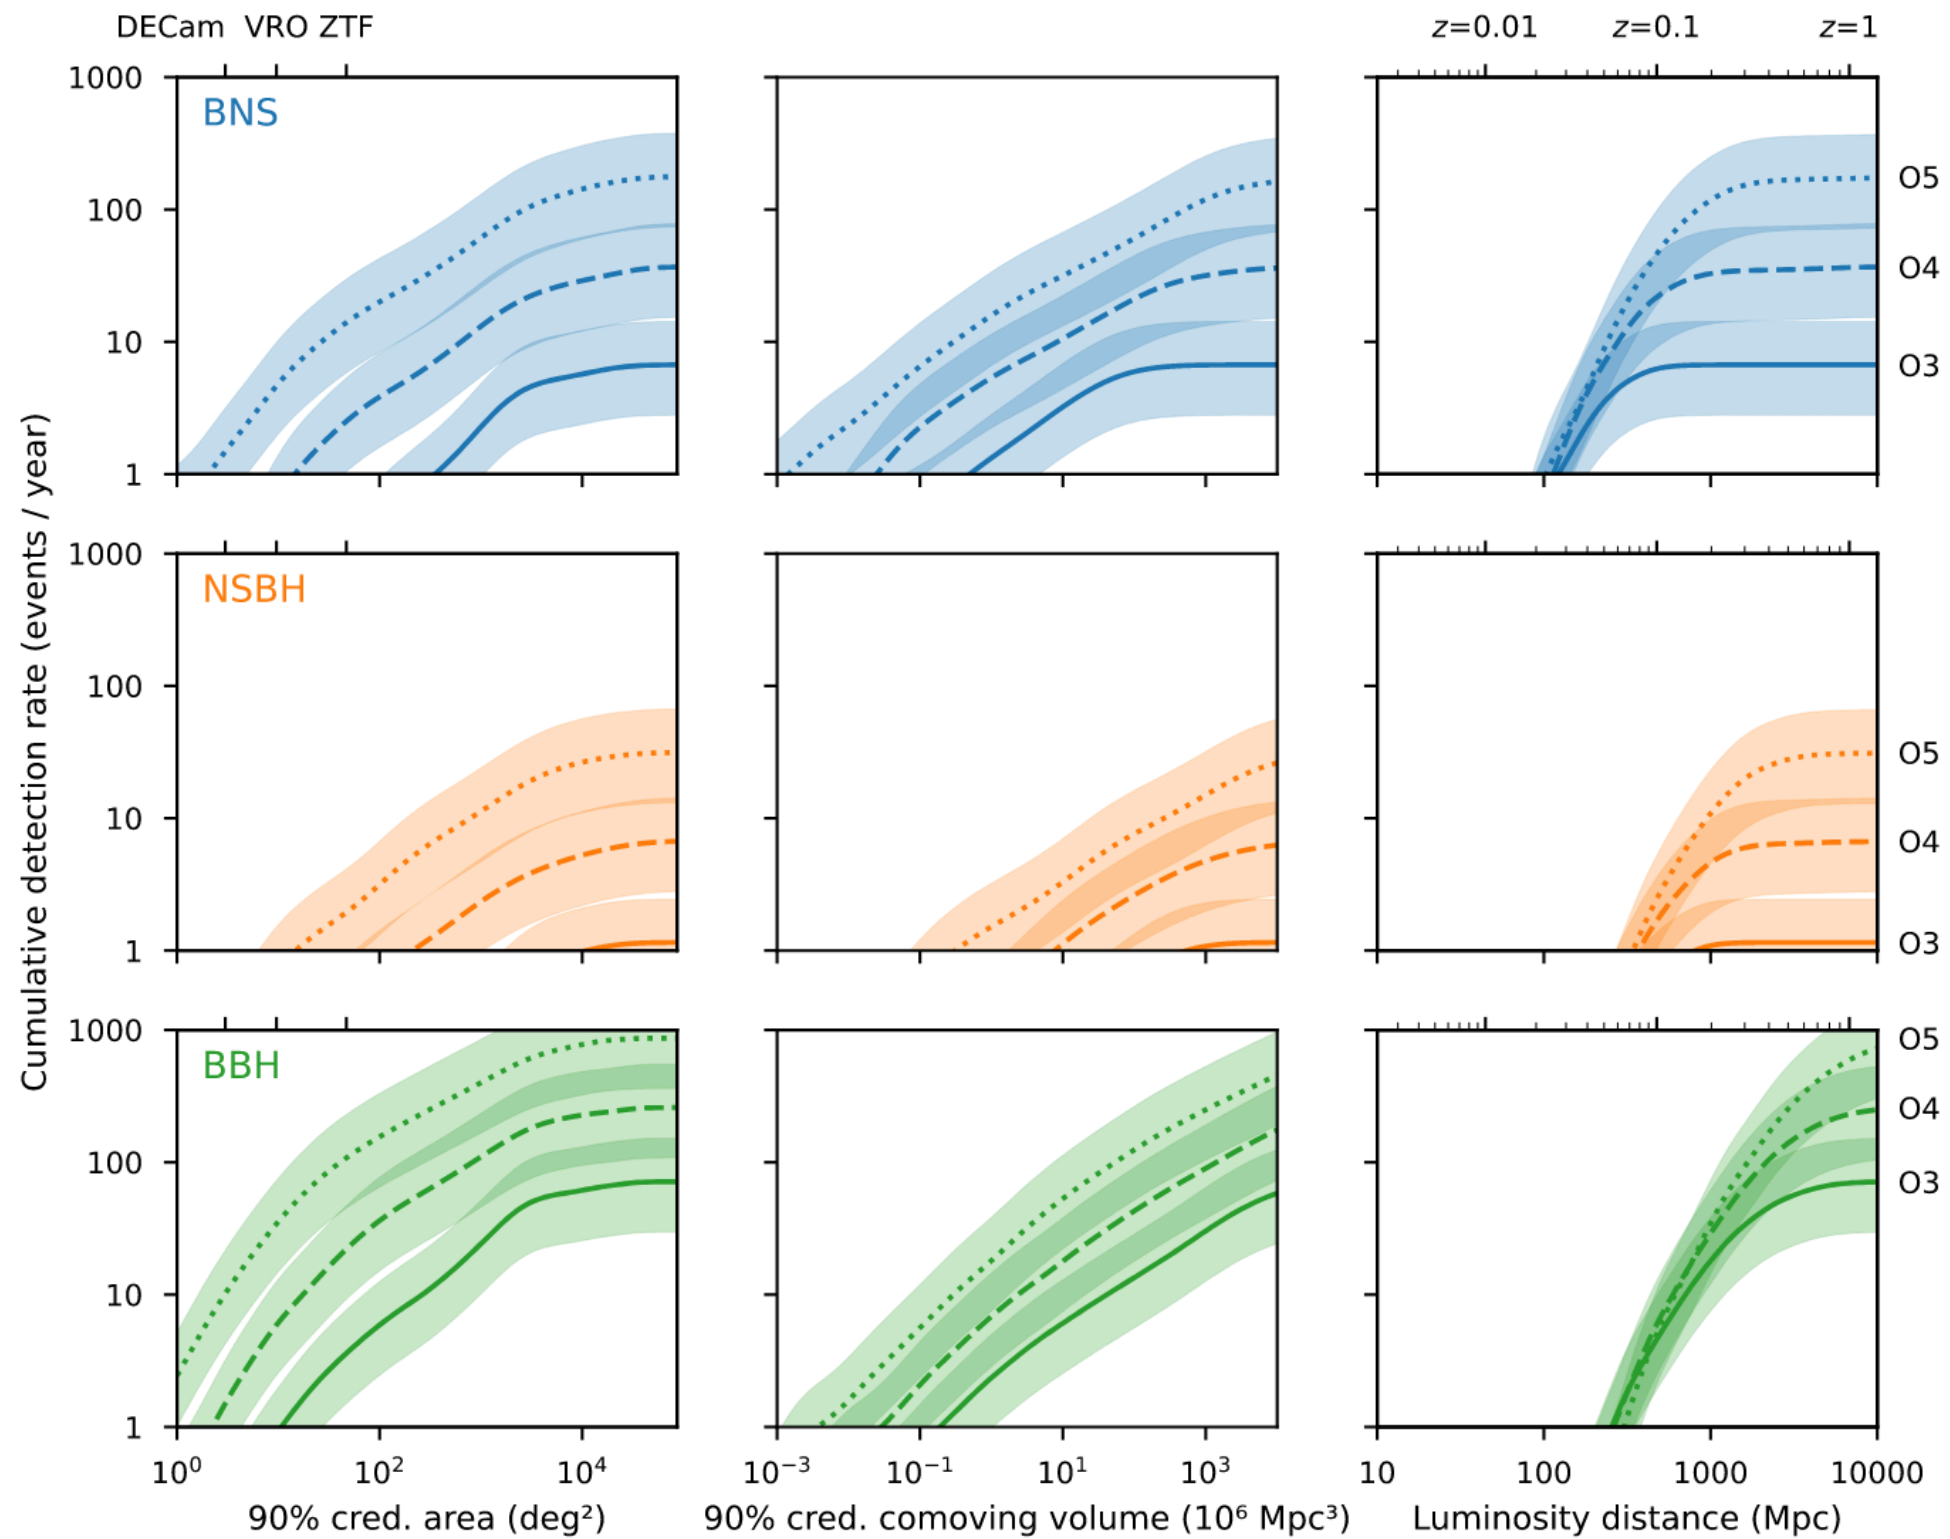 DECam VRO ZTF
z=0.01 z=0.1 z=1
1000
BNS
100
10
1
O5
O4
O3
Cumulative detection rate (events / year)
1000
NSBH
100
10
1
O5
O4
O3
1000
BBH
100
10
1
O5
O4
O3
10⁰ 10² 10⁴
10⁻³ 10⁻¹ 10¹ 10³
10 100 1000 10000
90% cred. area (deg²)
90% cred. comoving volume (10⁶ Mpc³)
Luminosity distance (Mpc)